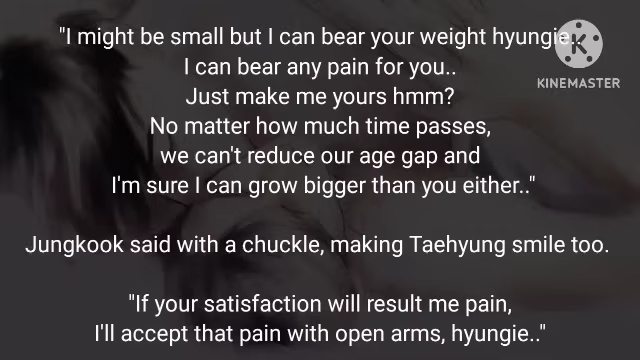 "I might be small but I can bear your weight hyungie..
I can bear any pain for you..
Just make me yours hmm?
No matter how much time passes,
we can't reduce our age gap and
I'm sure I can grow bigger than you either.."
Jungkook said with a chuckle, making Taehyung smile too.
"If your satisfaction will result me pain,
I'll accept that pain with open arms, hyungie.."
K
KINEMASTER